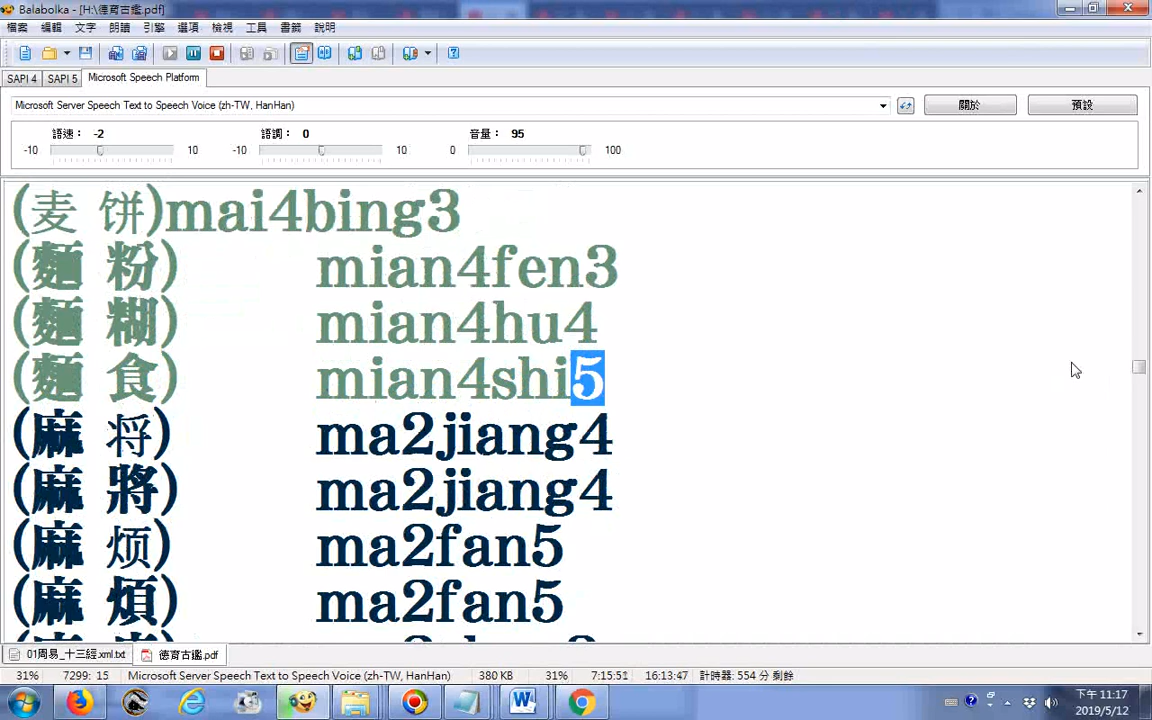 Balabolka - [H:\德育古鑑.pdf]
檔案 編輯 文字 朗讀 引擎 選項 檢視 工具 書籤 說明
SAPI 4 SAPI 5 Microsoft Speech Platform
Microsoft Server Speech Text to Speech Voice (zh-TW, HanHan) 關於 預設
語速： -2 語調： 0 音量： 95
-10 10 -10 10 0 100
(麦 饼)mai4bing3
(麵 粉) mian4fen3
(麵 糊) mian4hu4
(麵 食) mian4shi5
(麻 将) ma2jiang4
(麻 將) ma2jiang4
(麻 烦) ma2fan5
(麻 煩) ma2fan5
01周易_十三經.xml.txt 德育古鑑.pdf
31% 7299: 15 Microsoft Server Speech Text to Speech Voice (zh-TW, HanHan) 380 KB 31% 7:15:51 16:13:47 計時器: 554 分 剩餘
下午 11:17
2019/5/12